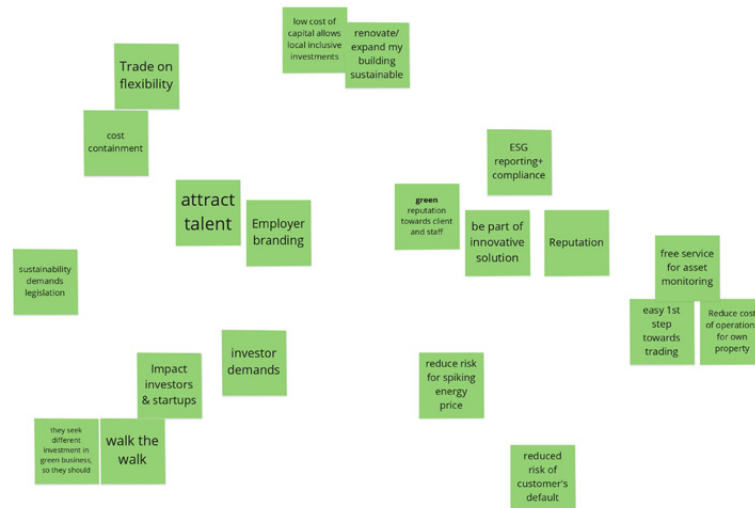 low cost of
capital allows
local inclusive
investments
renovate/
expand my
building
sustainable
Trade on
flexibility
cost
containment
ESG
reporting+
compliance
attract
talent
Employer
branding
green
reputation
towards client
and staff
be part of
innovative
solution
Reputation
sustainability
demands
legislation
free service
for asset
monitoring
easy 1st
step
towards
trading
Reduce cost
of operation
for own
property
investor
demands
Impact
investors
& startups
reduce risk
for spiking
energy
price
they seek
different
investment in
green business,
so they should
walk the
walk
reduced
risk of
customer's
default